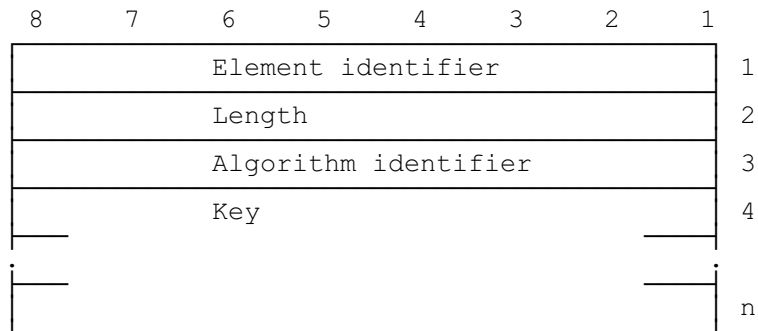 8 7 6 5 4 3 2 1
Element identifier 1
Length 2
Algorithm identifier 3
Key 4
n